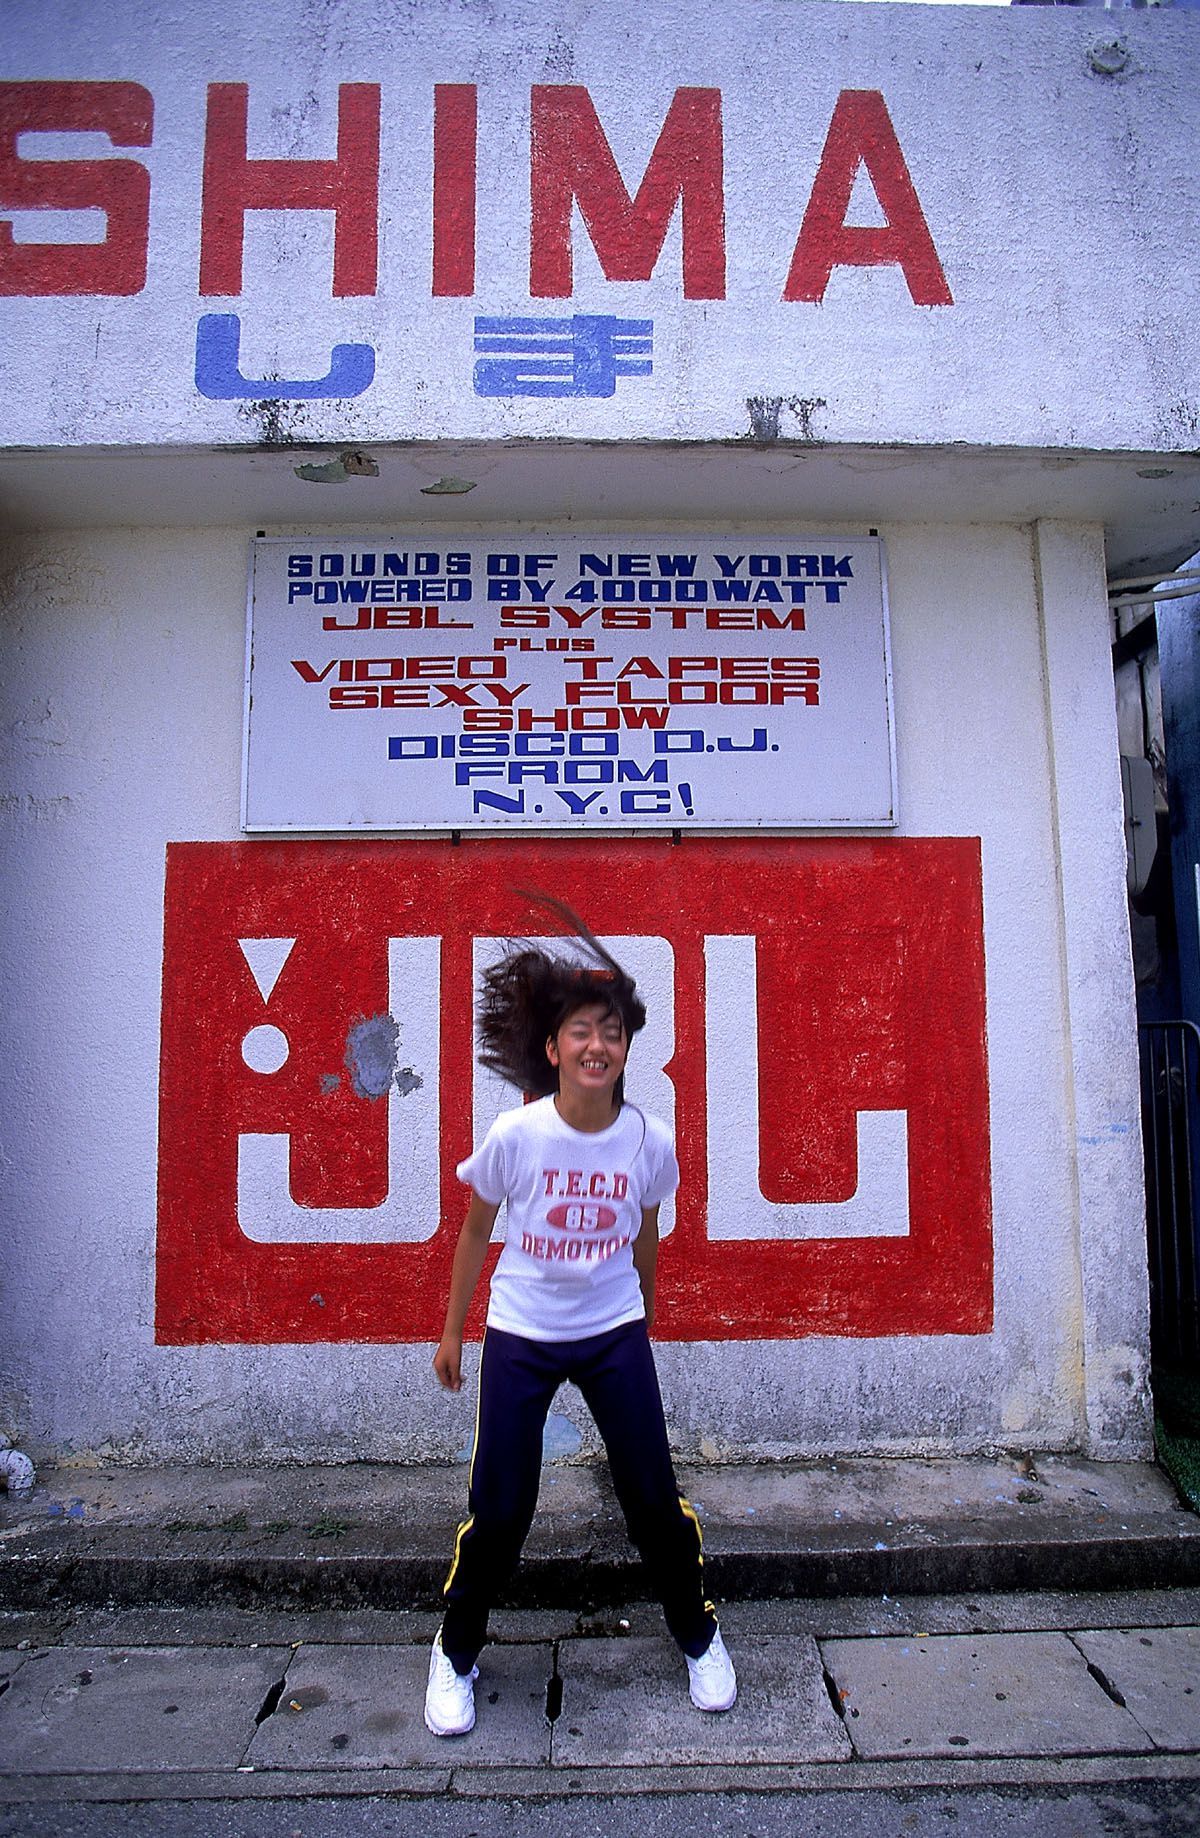 SHIMA
しま
SOUNDS OF NEW YORK
POWERED BY 4000WATT
JBL SYSTEM
PLUS
VIDEO TAPES
SEXY FLOOR
SHOW
DISCO D.J.
FROM
N.Y.C!
JBL
T.E.C.D
85
DEMOTION